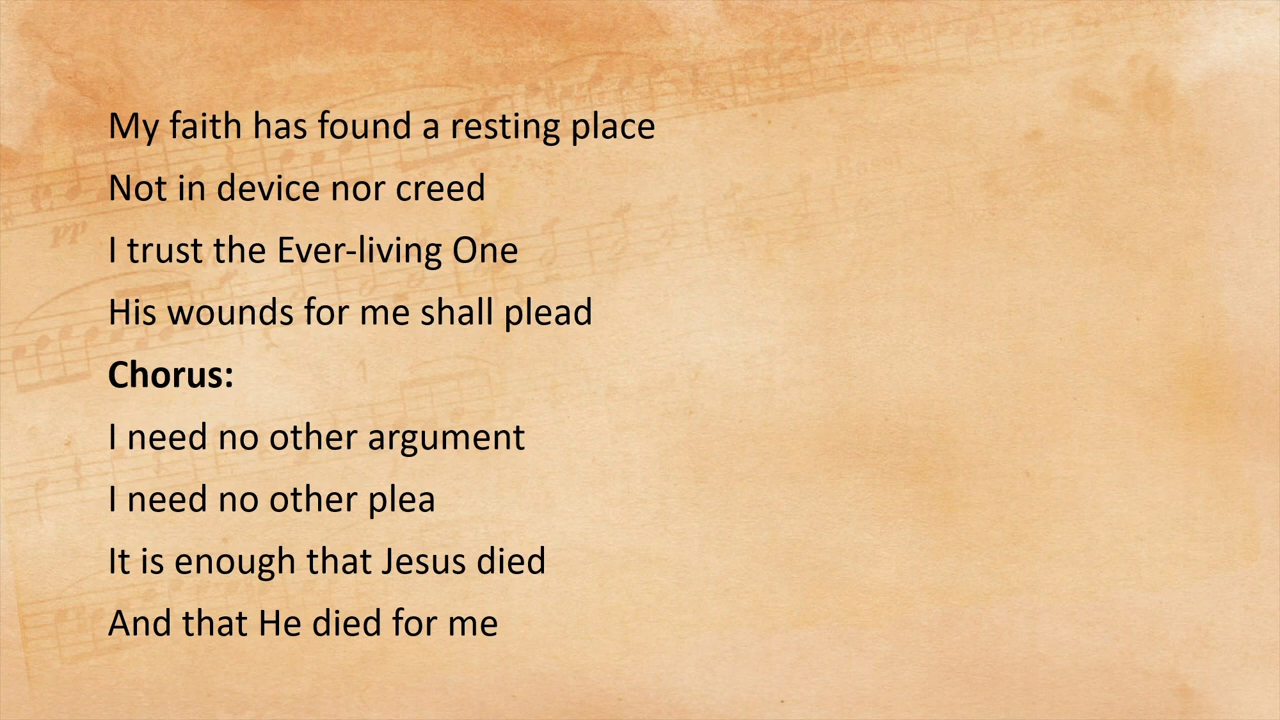 My faith has found a resting place
Not in device nor creed
I trust the Ever-living One
His wounds for me shall plead
Chorus:
I need no other argument
I need no other plea
It is enough that Jesus died
And that He died for me
pp
1